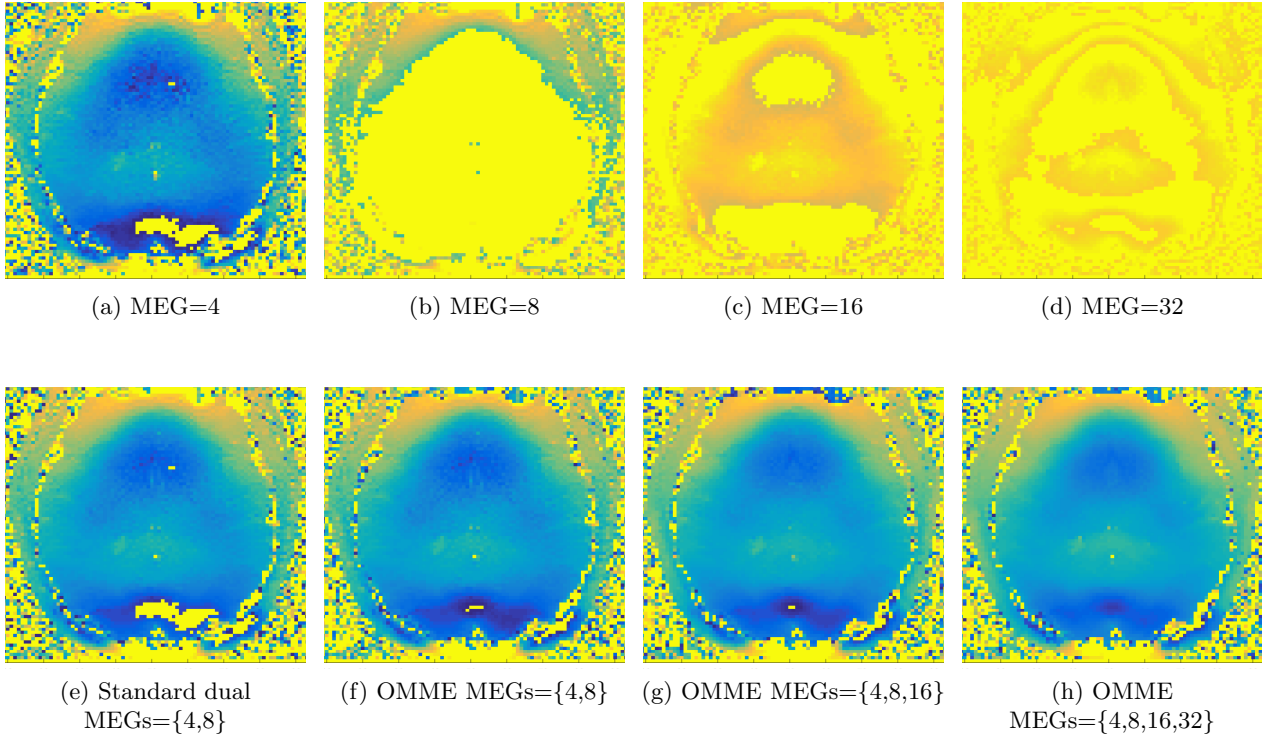 (a) MEG=4
(b) MEG=8
(c) MEG=16
(d) MEG=32
(e) Standard dual
MEGs={4,8}
(f) OMME MEGs={4,8}
(g) OMME MEGs={4,8,16}
(h) OMME
MEGs={4,8,16,32}